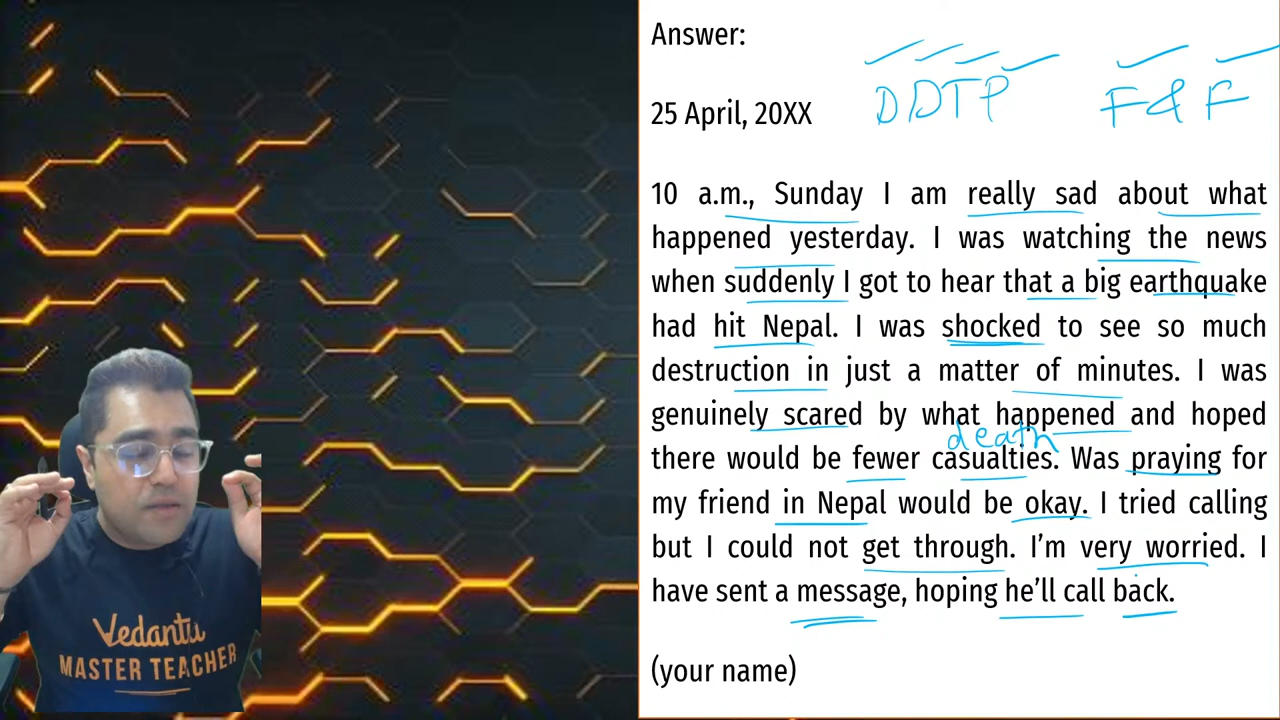 Answer:
DDTP F & F
25 April, 20XX
10 a.m., Sunday I am really sad about what
happened yesterday. I was watching the news
when suddenly I got to hear that a big earthquake
had hit Nepal. I was shocked to see so much
destruction in just a matter of minutes. I was
genuinely scared by what happened and hoped
death
there would be fewer casualties. Was praying for
my friend in Nepal would be okay. I tried calling
but I could not get through. I'm very worried. I
have sent a message, hoping he'll call back.
(your name)
Vedantu
MASTER TEACHER